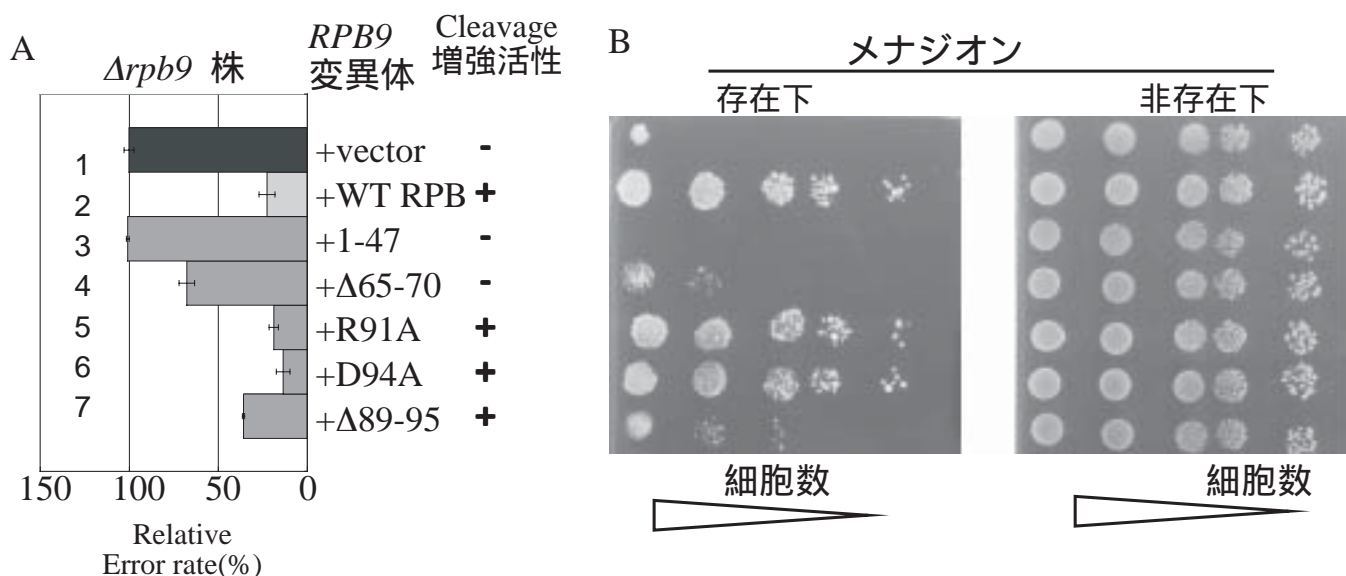 A
Δrpb9 株
RPB9
変異体
Cleavage
増強活性
1
+vector
-
2
+WT RPB
+
3
+1-47
-
4
+Δ65-70
-
5
+R91A
+
6
+D94A
+
7
+Δ89-95
+
150
100
50
0
Relative
Error rate(%)
B
メナジオン
存在下
非存在下
細胞数
細胞数